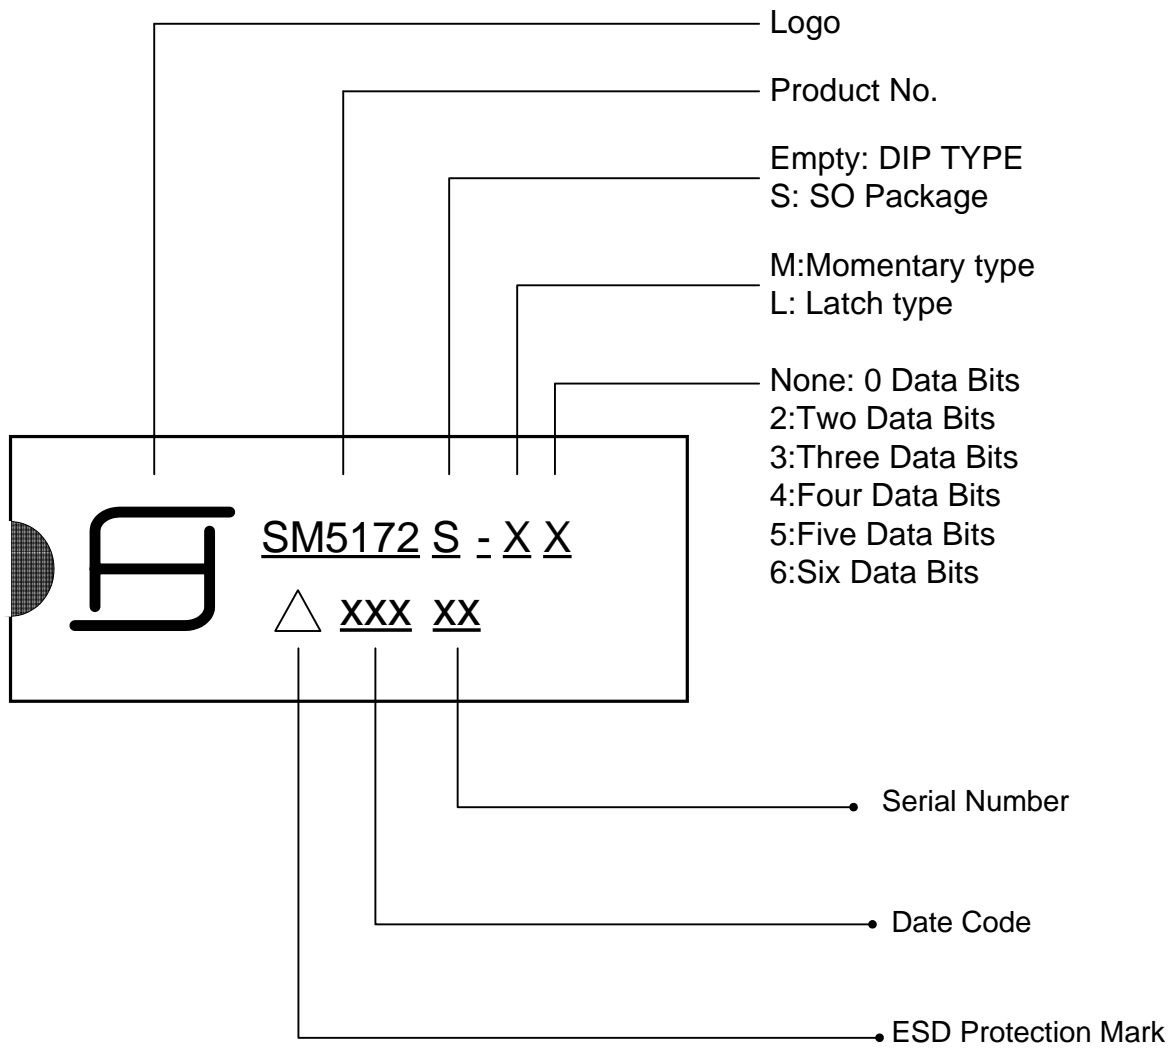 Logo
Product No.
Empty: DIP TYPE
S: SO Package
M:Momentary type
L: Latch type
None: 0 Data Bits
2:Two Data Bits
3:Three Data Bits
4:Four Data Bits
5:Five Data Bits
6:Six Data Bits
SM5172 S - X X
xxx xx
Serial Number
Date Code
ESD Protection Mark